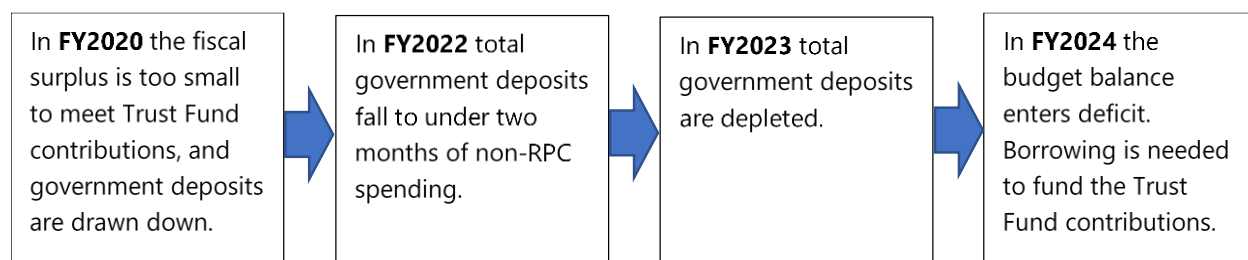 In FY2020 the fiscal
surplus is too small
to meet Trust Fund
contributions, and
government deposits
are drawn down.
In FY2022 total
government deposits
fall to under two
months of non-RPC
spending.
In FY2023 total
government deposits
are depleted.
In FY2024 the
budget balance
enters deficit.
Borrowing is needed
to fund the Trust
Fund contributions.